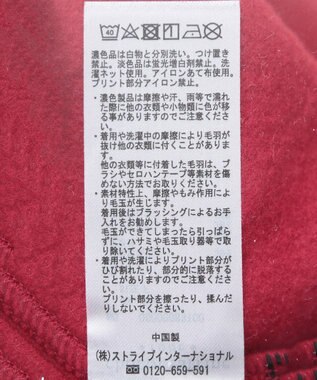 40
濃色品は白物と分別洗い。つけ置き
禁止。淡色品は蛍光増白剤禁止。洗
濯ネット使用。アイロンあて布使用。
プリント部分アイロン禁止
・濃色製品は摩擦や汗、雨等で濡れ
た際に他の衣類や小物類に色が移
る事がありますのでご注意くださ
い。
・着用や洗濯中の摩擦により毛羽が
抜け他の衣類に付くことがありま
す。
他の衣類等に付着した毛羽は、ブ
ラシやセロハンテープ等素材を傷
めない方法でお取りください。
・素材特性上、摩擦やもみ作用によ
り毛玉が生じます。
着用後はブラッシングによるお手
入れをお勧めします。
毛玉ができてしまったら引っぱら
ずに、ハサミや毛玉取り器等で取
り除いてください。
・着用や洗濯によりプリント部分が
ひび割れたり、部分的に脱落する
ことがありますのでご注意くださ
い。
プリント部分を擦ったり、揉んだ
りしないでください。
中国製
(株)ストライプインターナショナル
☎ 0120-659-591